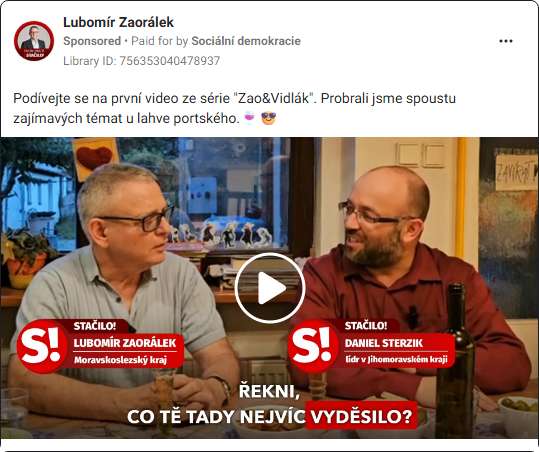 Lubomír Zaorálek
Sponsored • Paid for by Sociální demokracie
Library ID: 756353040478937
Podívejte se na první video ze série "Zao&Vidlák". Probrali jsme spoustu
zajímavých témat u lahve portského.🍷 😎
ZAVÍRAT
S!
STAČILO!
LUBOMÍR ZAORÁLEK
Moravskoslezský kraj
S!
STAČILO!
DANIEL STERZIK
lídr v Jihomoravském kraji
ŘEKNI,
CO TĚ TADY NEJVÍC VYDĚSILO?